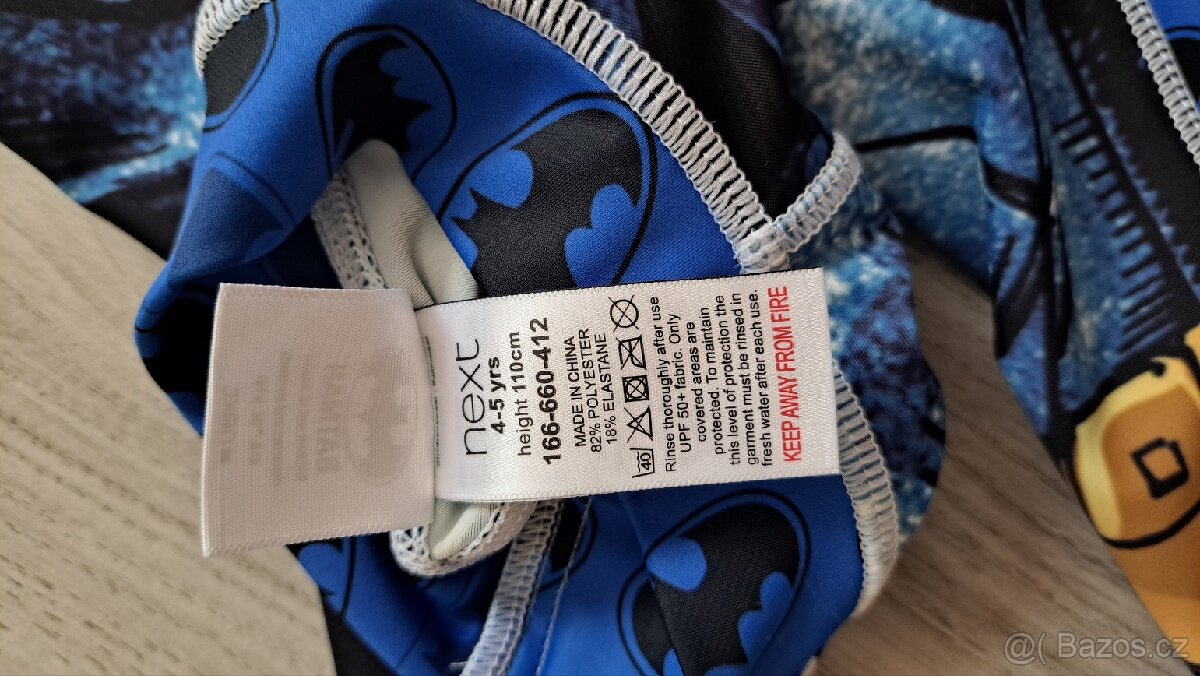 next
4-5 yrs
height 110cm
166-660-412
MADE IN CHINA
82% POLYESTER
18% ELASTANE
40
Rinse thoroughly after use
UPF 50+ fabric. Only
covered areas are
protected. To maintain
this level of protection the
garment must be rinsed in
fresh water after each use.
KEEP AWAY FROM FIRE
@( Bazos.cz